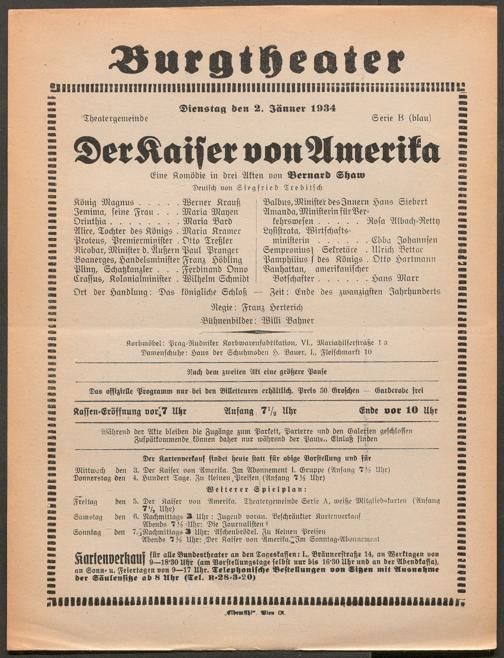 Burgtheater
Dienstag den 2. Jänner 1934
Theatergemeinde Serie B (blau)
Der Kaiser von Amerika
Eine Komödie in drei Akten von Bernard Shaw
Deutsch von Siegfried Trebitsch
König Magnus . . . . . Werner Krauß
Jemima, seine Frau . . . Maria Mayen
Orinthia . . . . . . . Maria Bard
Alice, Tochter des Königs . Maria Kramer
Proteus, Premierminister . Otto Treßler
Nicobar, Minister d. Äußern Paul Pranger
Boanerges, Handelsminister Franz Höbling
Pliny, Schatzkanzler . . . Ferdinand Onno
Crassus, Kolonialminister . Wilhelm Schmidt
Balbus, Minister des Innern Hans Siebert
Amanda, Ministerin für Ver-
kehrswesen . . . . . Rosa Albach-Retty
Lysistrata, Wirtschafts-
ministerin . . . . . Ebba Johannsen
Sempronius} Sekretäre . Ulrich Bettac
Pamphilius} des Königs . Otto Hartmann
Vanhattan, amerikanischer
Botschafter . . . . . Hans Marr
Ort der Handlung: Das königliche Schloß — Zeit: Ende des zwanzigsten Jahrhunderts
Regie: Franz Herterich
Bühnenbilder: Willi Bahner
Korbmöbel: Prag-Rudniker Korbwarenfabrikation, VI., Mariahilferstraße 1 a
Damenschuhe: Haus der Schuhmoden H. Bauer, I., Fleischmarkt 10
Nach dem zweiten Akt eine größere Pause
Das offizielle Programm nur bei den Billetteuren erhältlich. Preis 50 Groschen — Garderobe frei
Kassen-Eröffnung vor 7 Uhr Anfang 7½ Uhr Ende vor 10 Uhr
Während der Akte bleiben die Zugänge zum Parkett, Parterre und den Galerien geschlossen
Zuspätkommende können daher nur während der Pausen Einlaß finden
Der Kartenverkauf findet heute statt für obige Vorstellung und für
Mittwoch den 3. Der Kaiser von Amerika. Im Abonnement I. Gruppe (Anfang 7½ Uhr)
Donnerstag den 4. Hundert Tage. Zu kleinen Preisen (Anfang 7½ Uhr)
Weiterer Spielplan:
Freitag den 5. Der Kaiser von Amerika. Theatergemeinde Serie A, weiße Mitgliedskarten (Anfang
7½ Uhr)
Samstag den 6. Nachmittags 3 Uhr: Jugend voran. Beschränkter Kartenverkauf
Abends 7½ Uhr: Die Journalisten
Sonntag den 7. Nachmittags 3 Uhr: Aschenbrödel. Zu kleinen Preisen
Abends 7½ Uhr: Der Kaiser von Amerika. Im Sonntag-Abonnement
Kartenverkauf für alle Bundestheater an den Tageskassen: I., Bräunerstraße 14, an Werktagen von
9—18:30 Uhr (am Vorstellungstage selbst nur bis 16:30 Uhr und an der Abendkassa),
an Sonn- u. Feiertagen von 9—17 Uhr. Telephonische Bestellungen von Sitzen mit Ausnahme
der Säulensitze ab 8 Uhr (Tel. R-28-3-20)
„Elbemühl“, Wien IX.